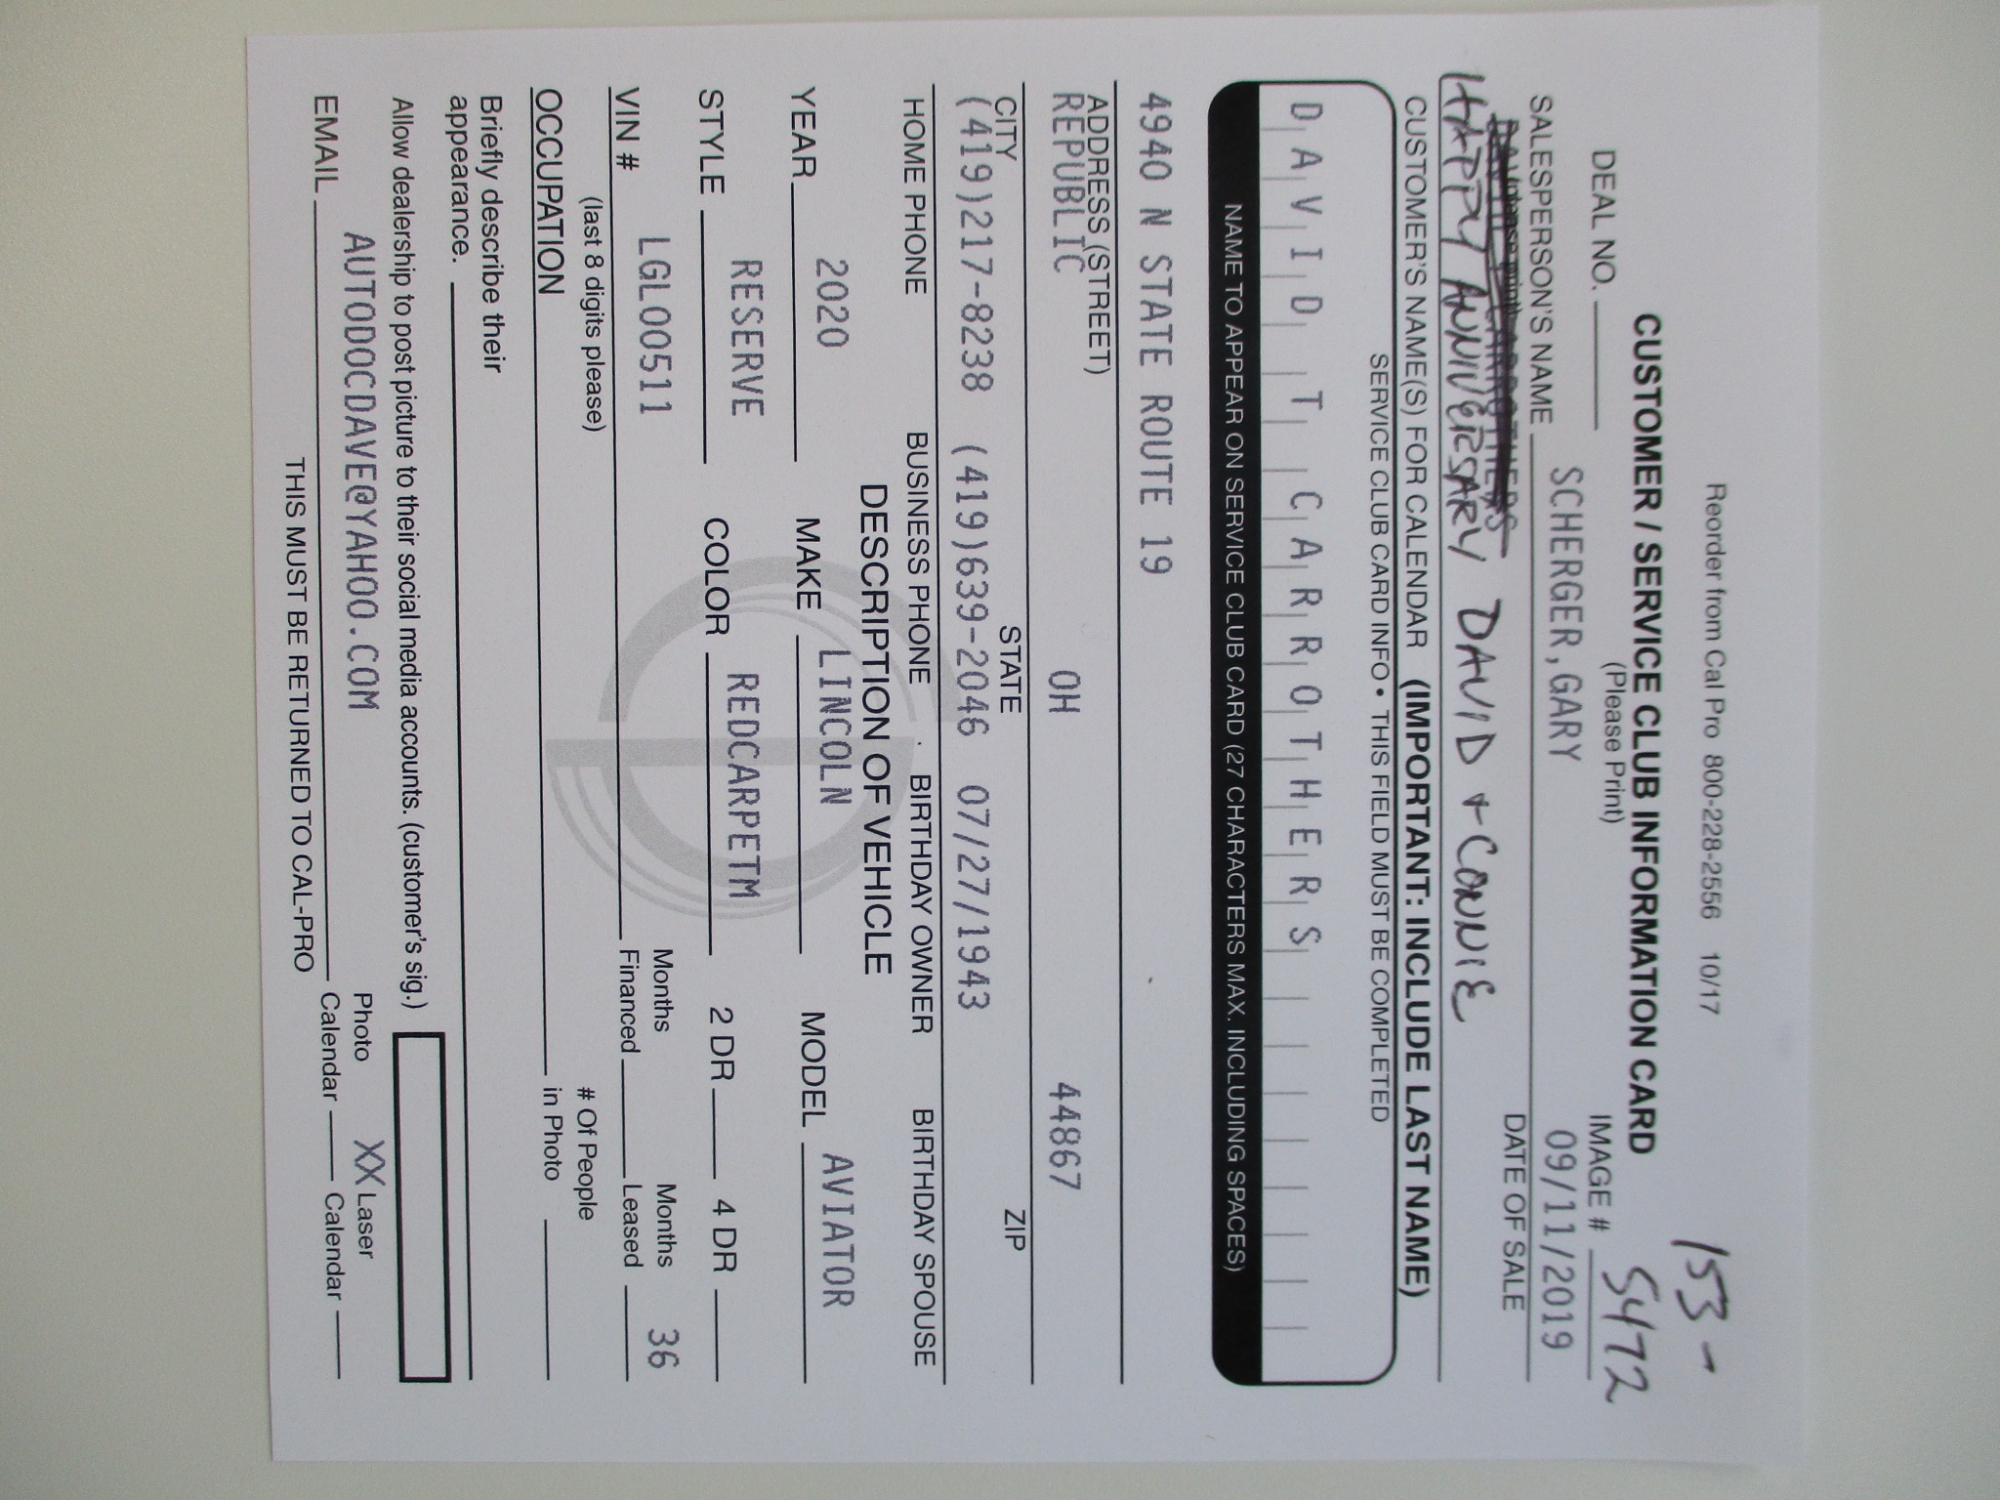 Reorder from Cal Pro 800-228-2556 10/17
153-
CUSTOMER / SERVICE CLUB INFORMATION CARD
(Please Print)
DEAL NO. IMAGE # 5472
SCHERGER,GARY 09/11/2019
SALESPERSON'S NAME DATE OF SALE
HAPPY ANNIVERSARY DAVID + CONNIE
CUSTOMER'S NAME(S) FOR CALENDAR (IMPORTANT: INCLUDE LAST NAME)
SERVICE CLUB CARD INFO • THIS FIELD MUST BE COMPLETED
DAVID T CARROTHERS
NAME TO APPEAR ON SERVICE CLUB CARD (27 CHARACTERS MAX. INCLUDING SPACES)
4940 N STATE ROUTE 19
ADDRESS (STREET)
REPUBLIC OH 44867
CITY STATE ZIP
(419)217-8238 (419)639-2046 07/27/1943
HOME PHONE BUSINESS PHONE BIRTHDAY OWNER BIRTHDAY SPOUSE
DESCRIPTION OF VEHICLE
YEAR 2020 MAKE LINCOLN MODEL AVIATOR
STYLE RESERVE COLOR REDCARPETM 2 DR 4 DR
VIN # LGL00511 Months Financed Months Leased 36
(last 8 digits please)
OCCUPATION # Of People in Photo
Briefly describe their
appearance.
Allow dealership to post picture to their social media accounts. (customer's sig.)
EMAIL AUTODOCDAVE@YAHOO.COM Photo Calendar XX Laser Calendar
THIS MUST BE RETURNED TO CAL-PRO